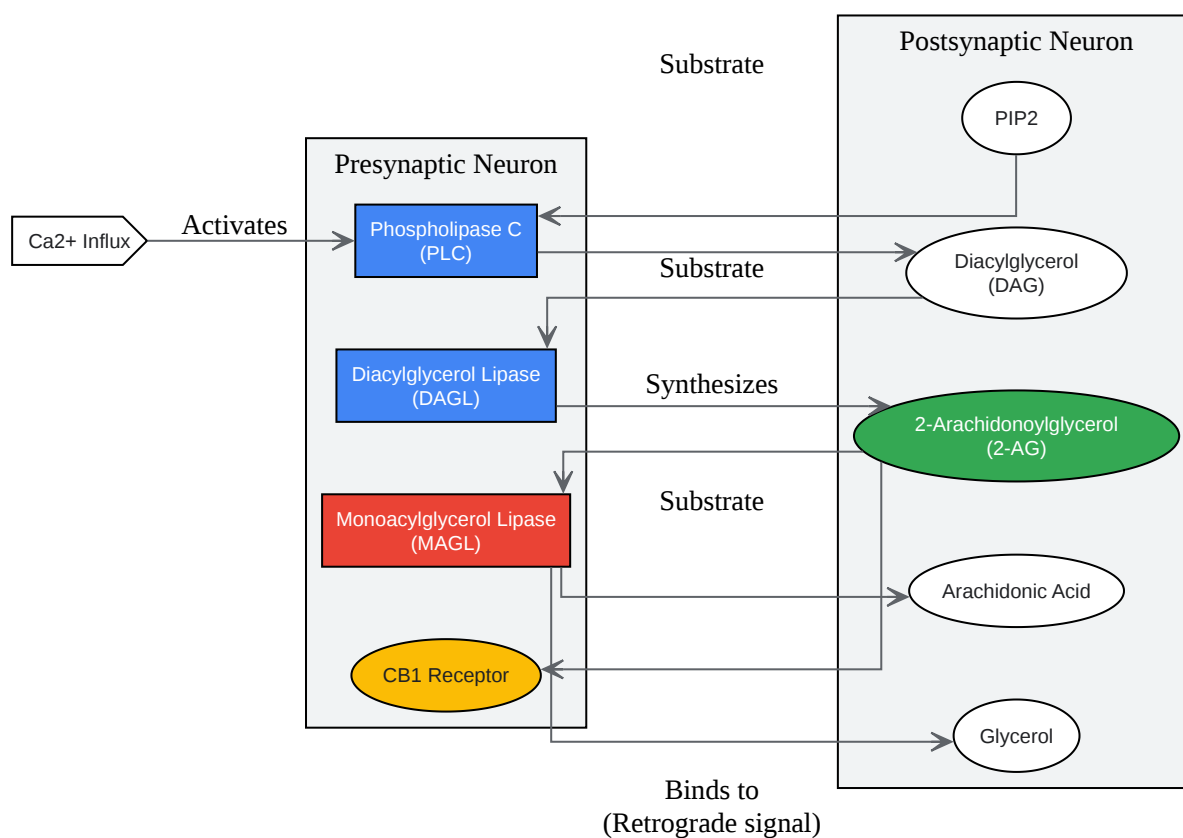 Postsynaptic Neuron
Substrate
PIP2
Presynaptic Neuron
Activates
Ca2+ Influx
Phospholipase C
(PLC)
Substrate
Diacylglycerol
(DAG)
Diacylglycerol Lipase
(DAGL)
Synthesizes
2-Arachidonoylglycerol
(2-AG)
Substrate
Monoacylglycerol Lipase
(MAGL)
Arachidonic Acid
CB1 Receptor
Glycerol
Binds to
(Retrograde signal)